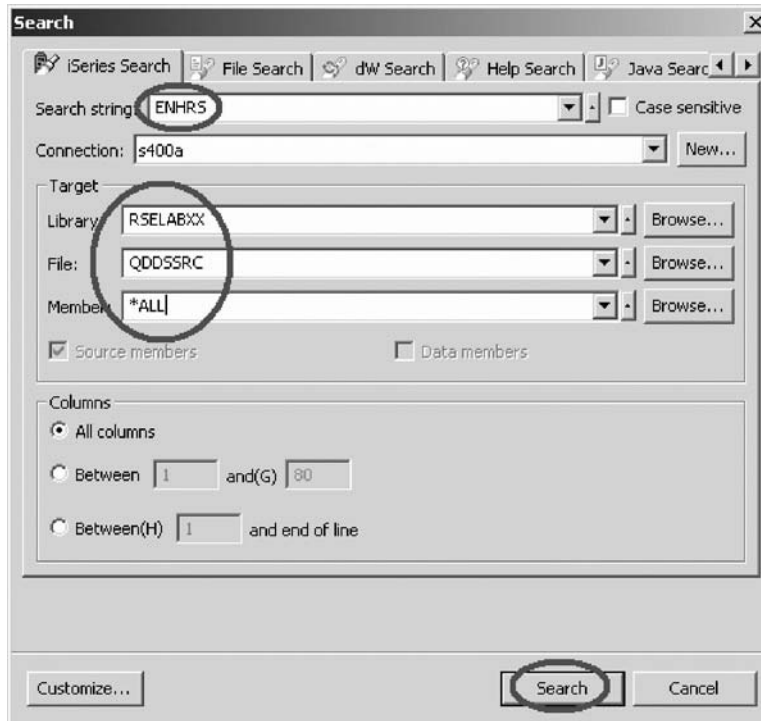 Search
iSeries Search File Search dW Search Help Search Java Searc
Search string: ENHRS Case sensitive
Connection: s400a New...
Target
Library: RSELABXX Browse...
File: QDDSSRC Browse...
Member: *ALL Browse...
Source members Data members
Columns
All columns
Between 1 and(G) 80
Between(H) 1 and end of line
Customize... Search Cancel